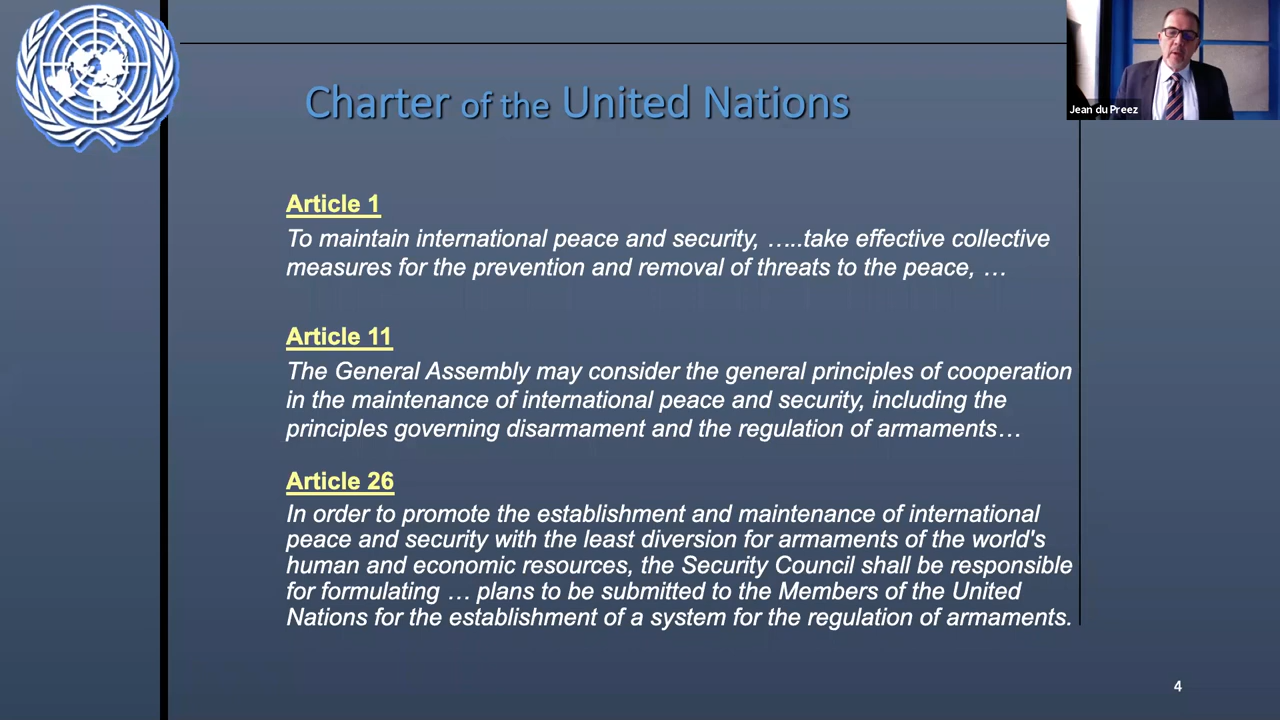 Charter of the United Nations
Jean du Preez
Article 1
To maintain international peace and security, …..take effective collective
measures for the prevention and removal of threats to the peace, …
Article 11
The General Assembly may consider the general principles of cooperation
in the maintenance of international peace and security, including the
principles governing disarmament and the regulation of armaments…
Article 26
In order to promote the establishment and maintenance of international
peace and security with the least diversion for armaments of the world's
human and economic resources, the Security Council shall be responsible
for formulating … plans to be submitted to the Members of the United
Nations for the establishment of a system for the regulation of armaments.
4